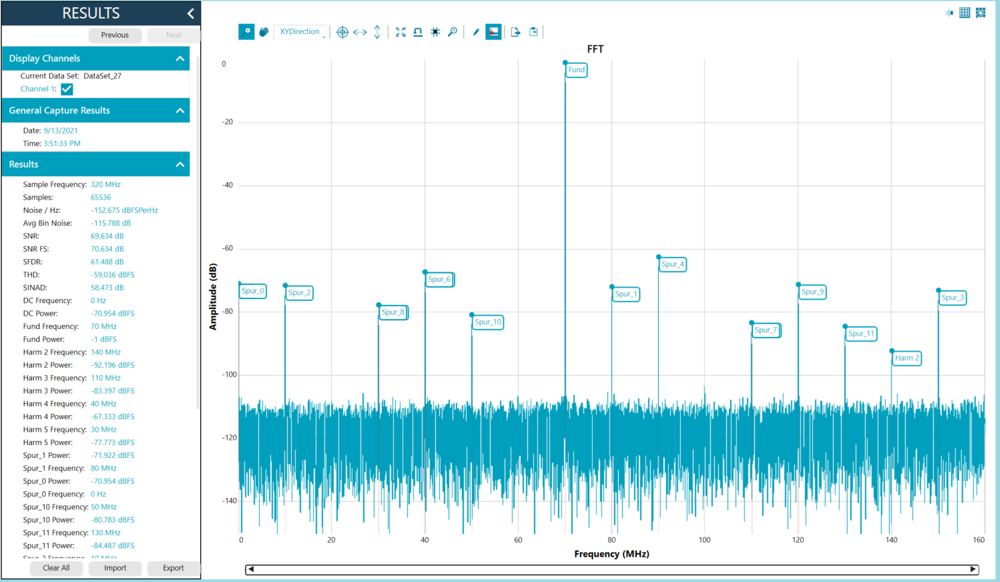 RESULTS
Previous
Next
Display Channels
Current Data Set: DataSet_27
Channel 1:
General Capture Results
Date: 9/13/2021
Time: 3:51:33 PM
Results
Sample Frequency: 320 MHz
Samples: 65536
Noise / Hz: -152.675 dBFSPerHz
Avg Bin Noise: -115.788 dB
SNR: 69.634 dB
SNR FS: 70.634 dB
SFDR: 61.488 dB
THD: -59.036 dBFS
SINAD: 58.473 dB
DC Frequency: 0 Hz
DC Power: -70.954 dBFS
Fund Frequency: 70 MHz
Fund Power: -1 dBFS
Harm 2 Frequency: 140 MHz
Harm 2 Power: -92.196 dBFS
Harm 3 Frequency: 110 MHz
Harm 3 Power: -83.397 dBFS
Harm 4 Frequency: 40 MHz
Harm 4 Power: -67.333 dBFS
Harm 5 Frequency: 30 MHz
Harm 5 Power: -77.773 dBFS
Spur_1 Power: -71.922 dBFS
Spur_1 Frequency: 80 MHz
Spur_0 Power: -70.954 dBFS
Spur_0 Frequency: 0 Hz
Spur_10 Frequency: 50 MHz
Spur_10 Power: -80.783 dBFS
Spur_11 Frequency: 130 MHz
Spur_11 Power: -84.487 dBFS
Spur_2 Frequency: 10 MHz
Clear All
Import
Export
XYDirection
FFT
Amplitude (dB)
0
-20
-40
-60
-80
-100
-120
-140
Fund
Spur_0
Spur_2
Spur_8
Spur_6
Spur_10
Spur_1
Spur_4
Spur_7
Spur_9
Spur_11
Harm 2
Spur_3
0 20 40 60 80 100 120 140 160
Frequency (MHz)